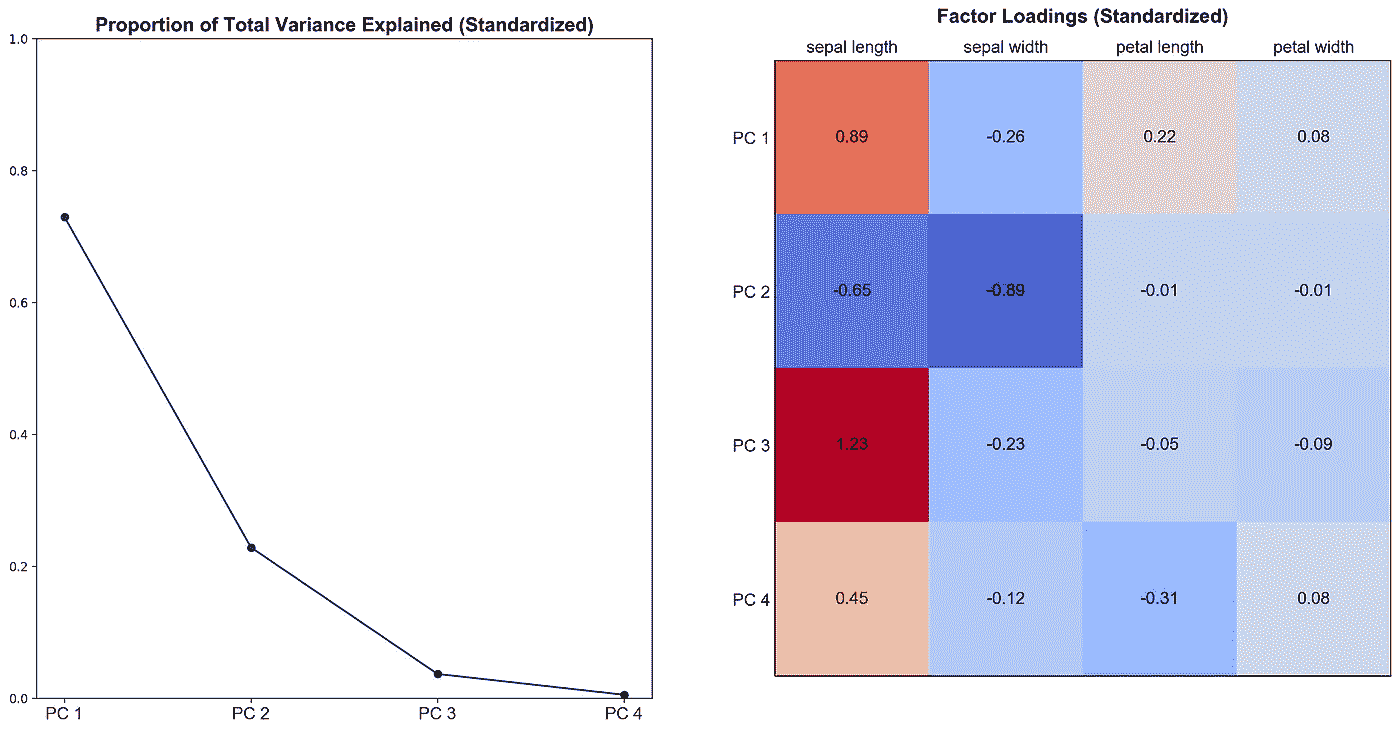 Proportion of Total Variance Explained (Standardized)
1.0
0.8
0.6
0.4
0.2
0.0
PC 1 PC 2 PC 3 PC 4
Factor Loadings (Standardized)
sepal length sepal width petal length petal width
PC 1 0.89 -0.26 0.22 0.08
PC 2 -0.65 -0.89 -0.01 -0.01
PC 3 1.23 -0.23 -0.05 -0.09
PC 4 0.45 -0.12 -0.31 0.08